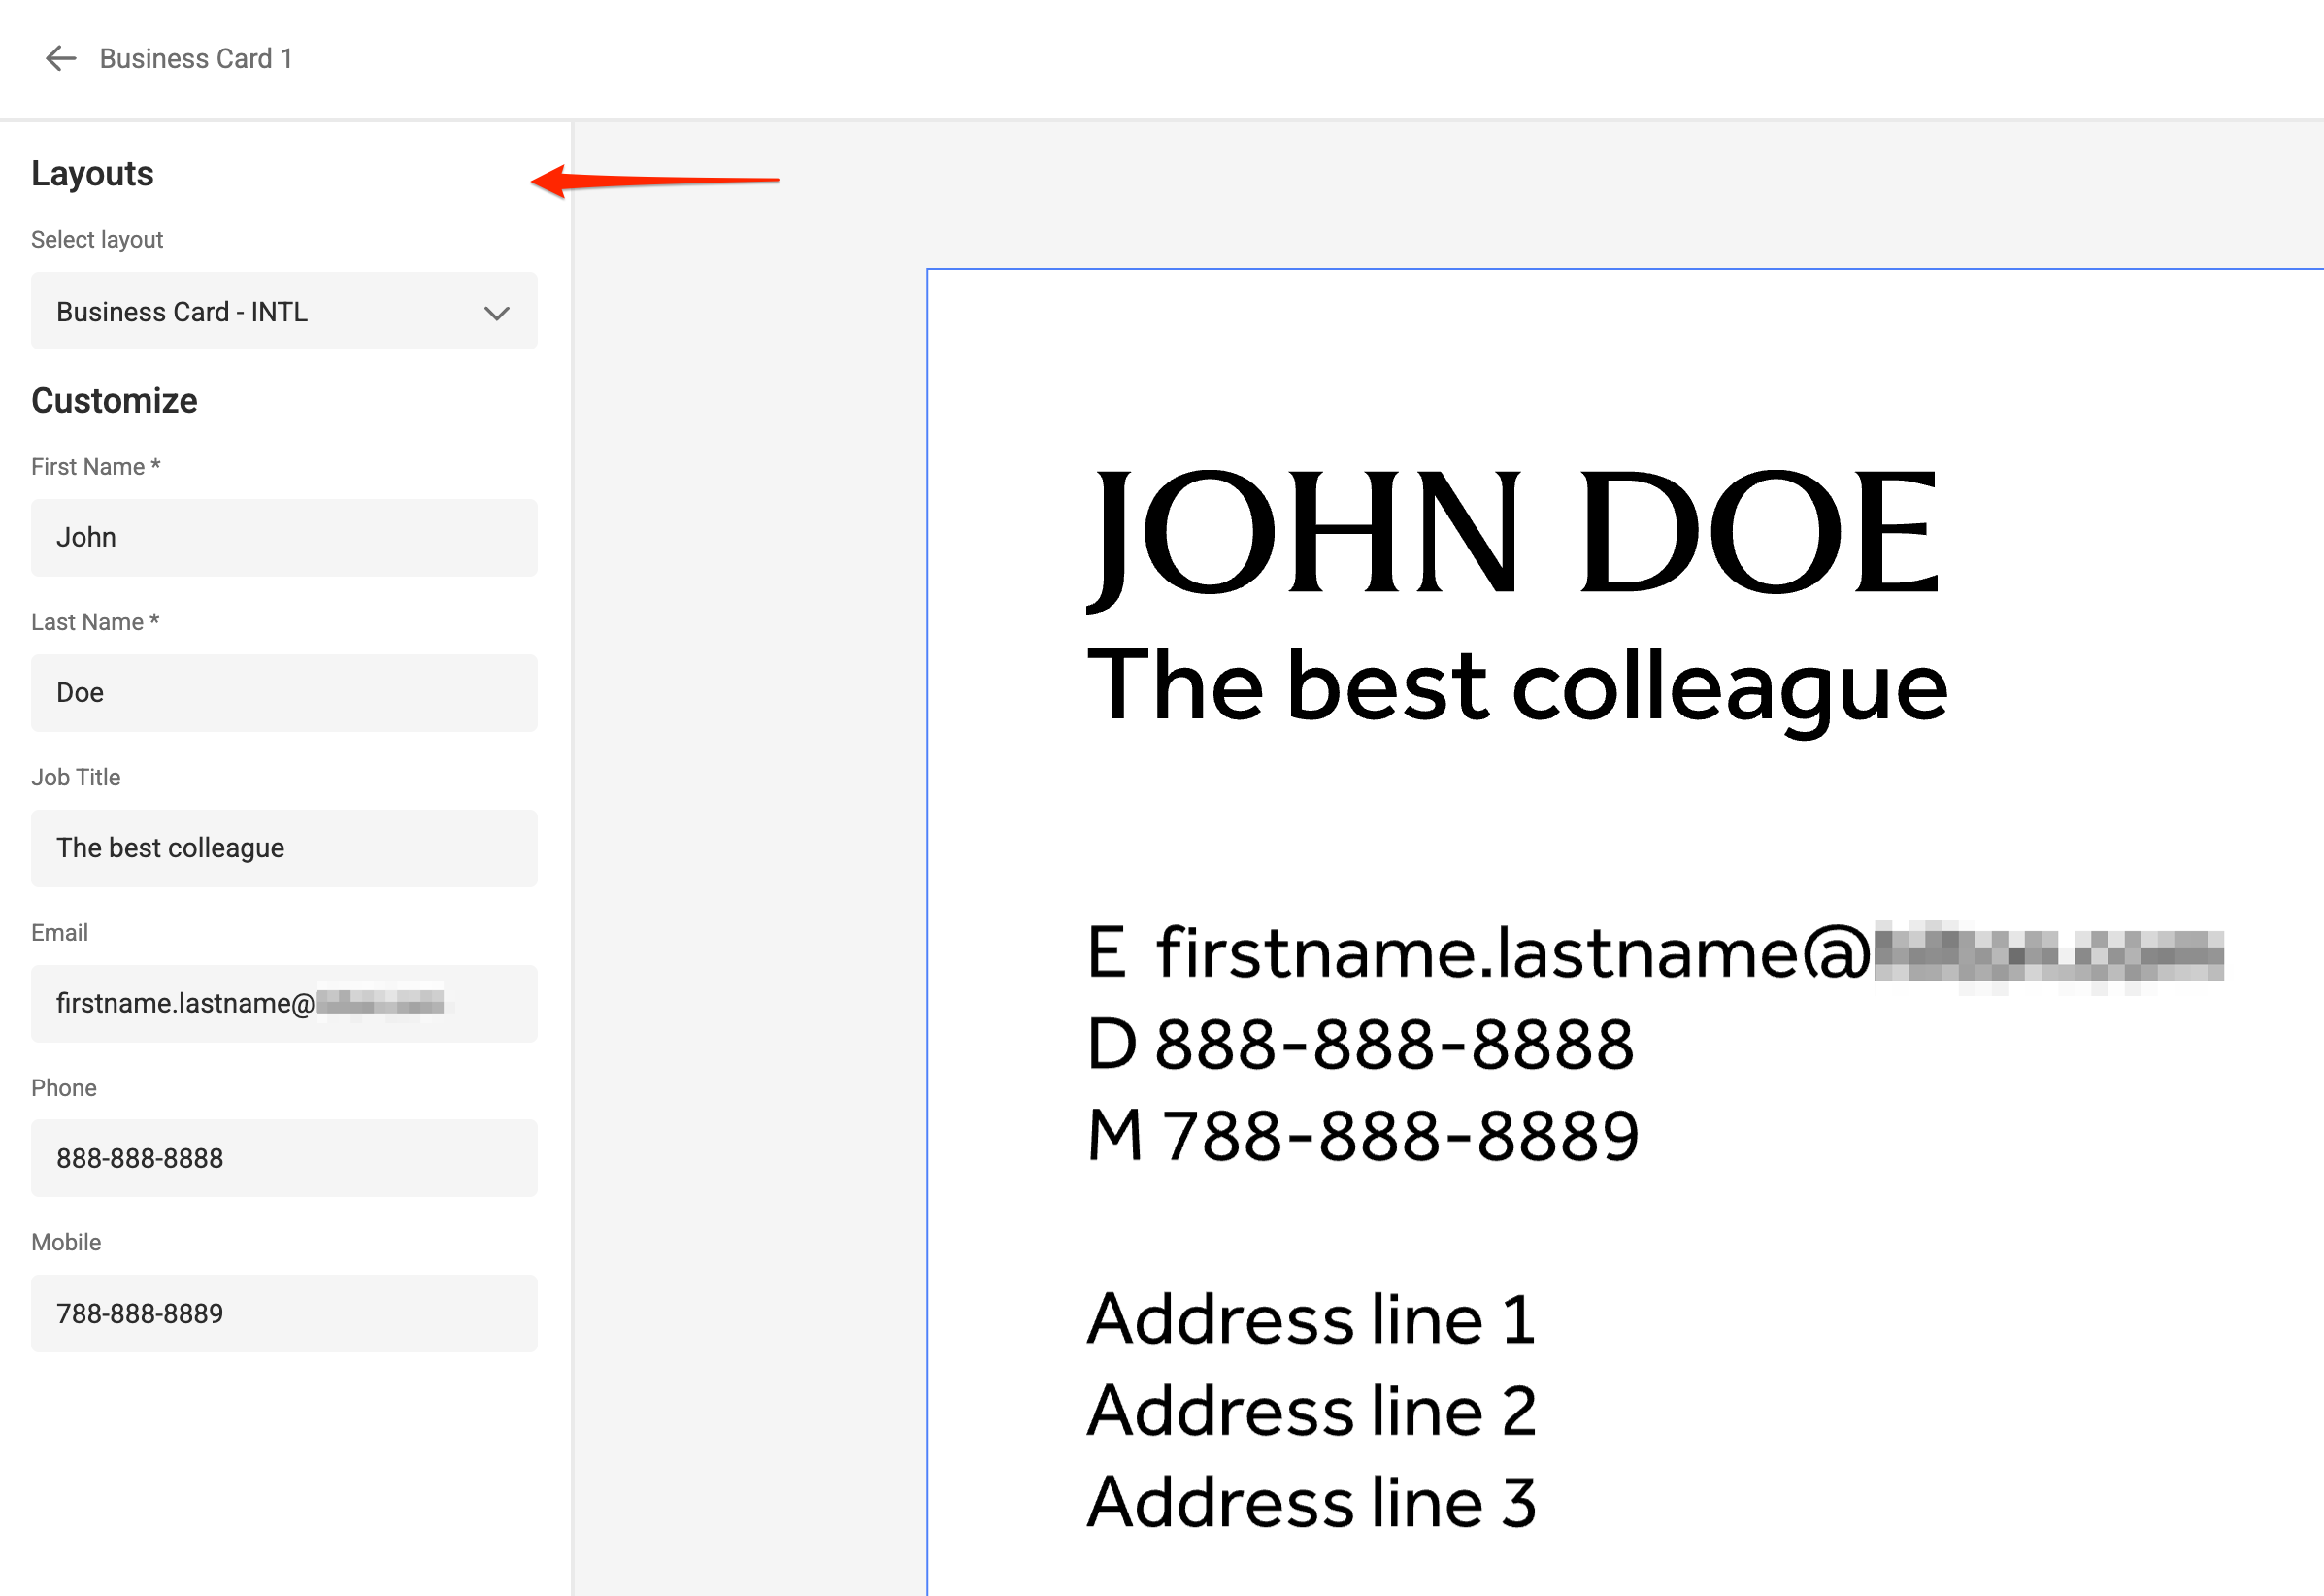 Business Card 1
Layouts
Select layout
Business Card - INTL
Customize
First Name *
John
Last Name *
Doe
Job Title
The best colleague
Email
firstname.lastname@
Phone
888-888-8888
Mobile
788-888-8889
JOHN DOE
The best colleague
E firstname.lastname@
D 888-888-8888
M 788-888-8889
Address line 1
Address line 2
Address line 3